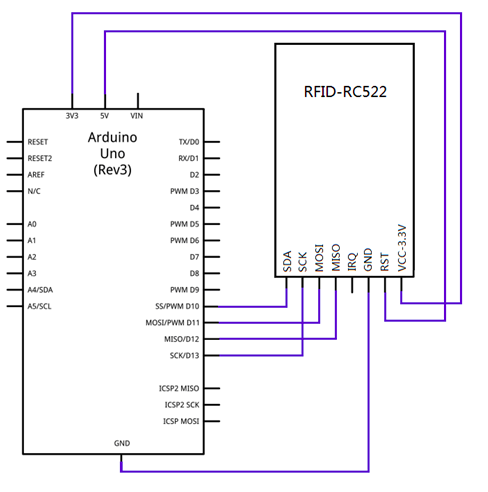 3V3 5V VIN
Arduino
Uno
(Rev3)
RESET
RESET2
AREF
N/C
A0
A1
A2
A3
A4/SDA
A5/SCL
TX/D0
RX/D1
D2
PWM D3
D4
PWM D5
PWM D6
D7
D8
PWM D9
SS/PWM D10
MOSI/PWM D11
MISO/D12
SCK/D13
ICSP2 MISO
ICSP2 SCK
ICSP MOSI
GND
RFID-RC522
SDA
SCK
MOSI
MISO
IRQ
GND
RST
VCC-3.3V